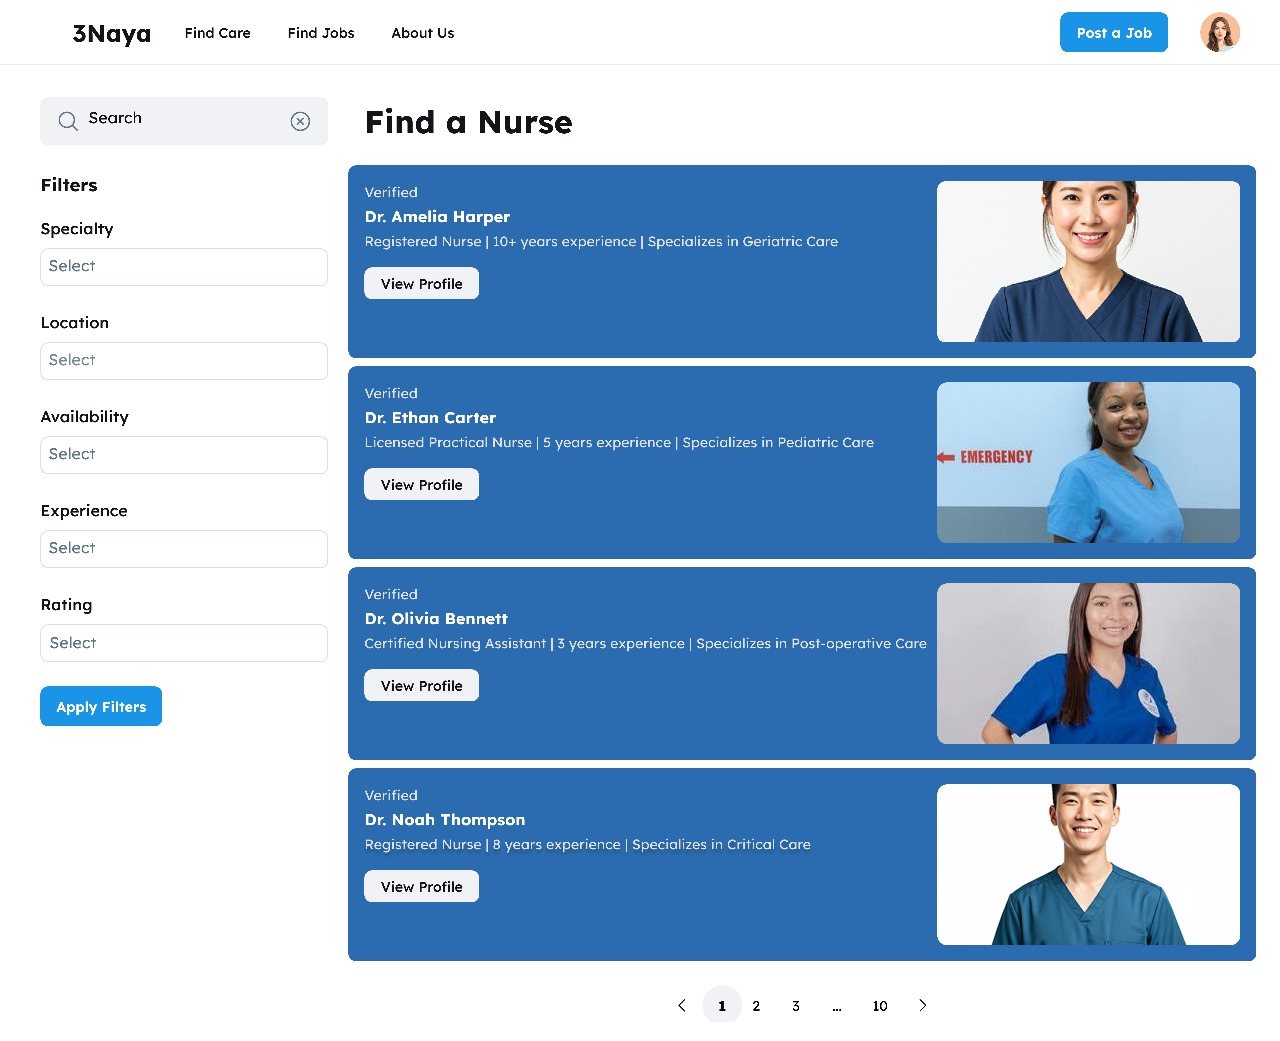 3Naya Find Care Find Jobs About Us Post a Job
Search
Find a Nurse
Filters
Specialty
Select
Location
Select
Availability
Select
Experience
Select
Rating
Select
Apply Filters
Verified
Dr. Amelia Harper
Registered Nurse | 10+ years experience | Specializes in Geriatric Care
View Profile
Verified
Dr. Ethan Carter
Licensed Practical Nurse | 5 years experience | Specializes in Pediatric Care
View Profile
EMERGENCY
Verified
Dr. Olivia Bennett
Certified Nursing Assistant | 3 years experience | Specializes in Post-operative Care
View Profile
Verified
Dr. Noah Thompson
Registered Nurse | 8 years experience | Specializes in Critical Care
View Profile
1 2 3 ... 10